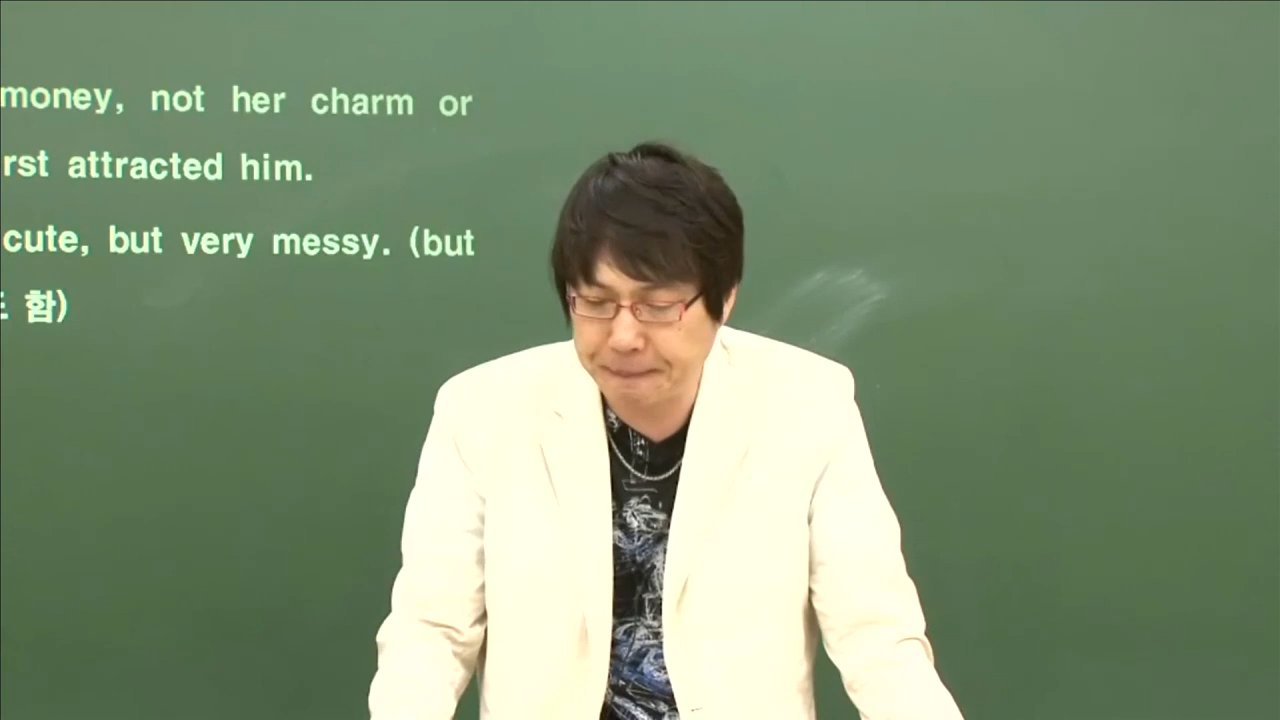 money, not her charm or
rst attracted him.
cute, but very messy. (but
함)